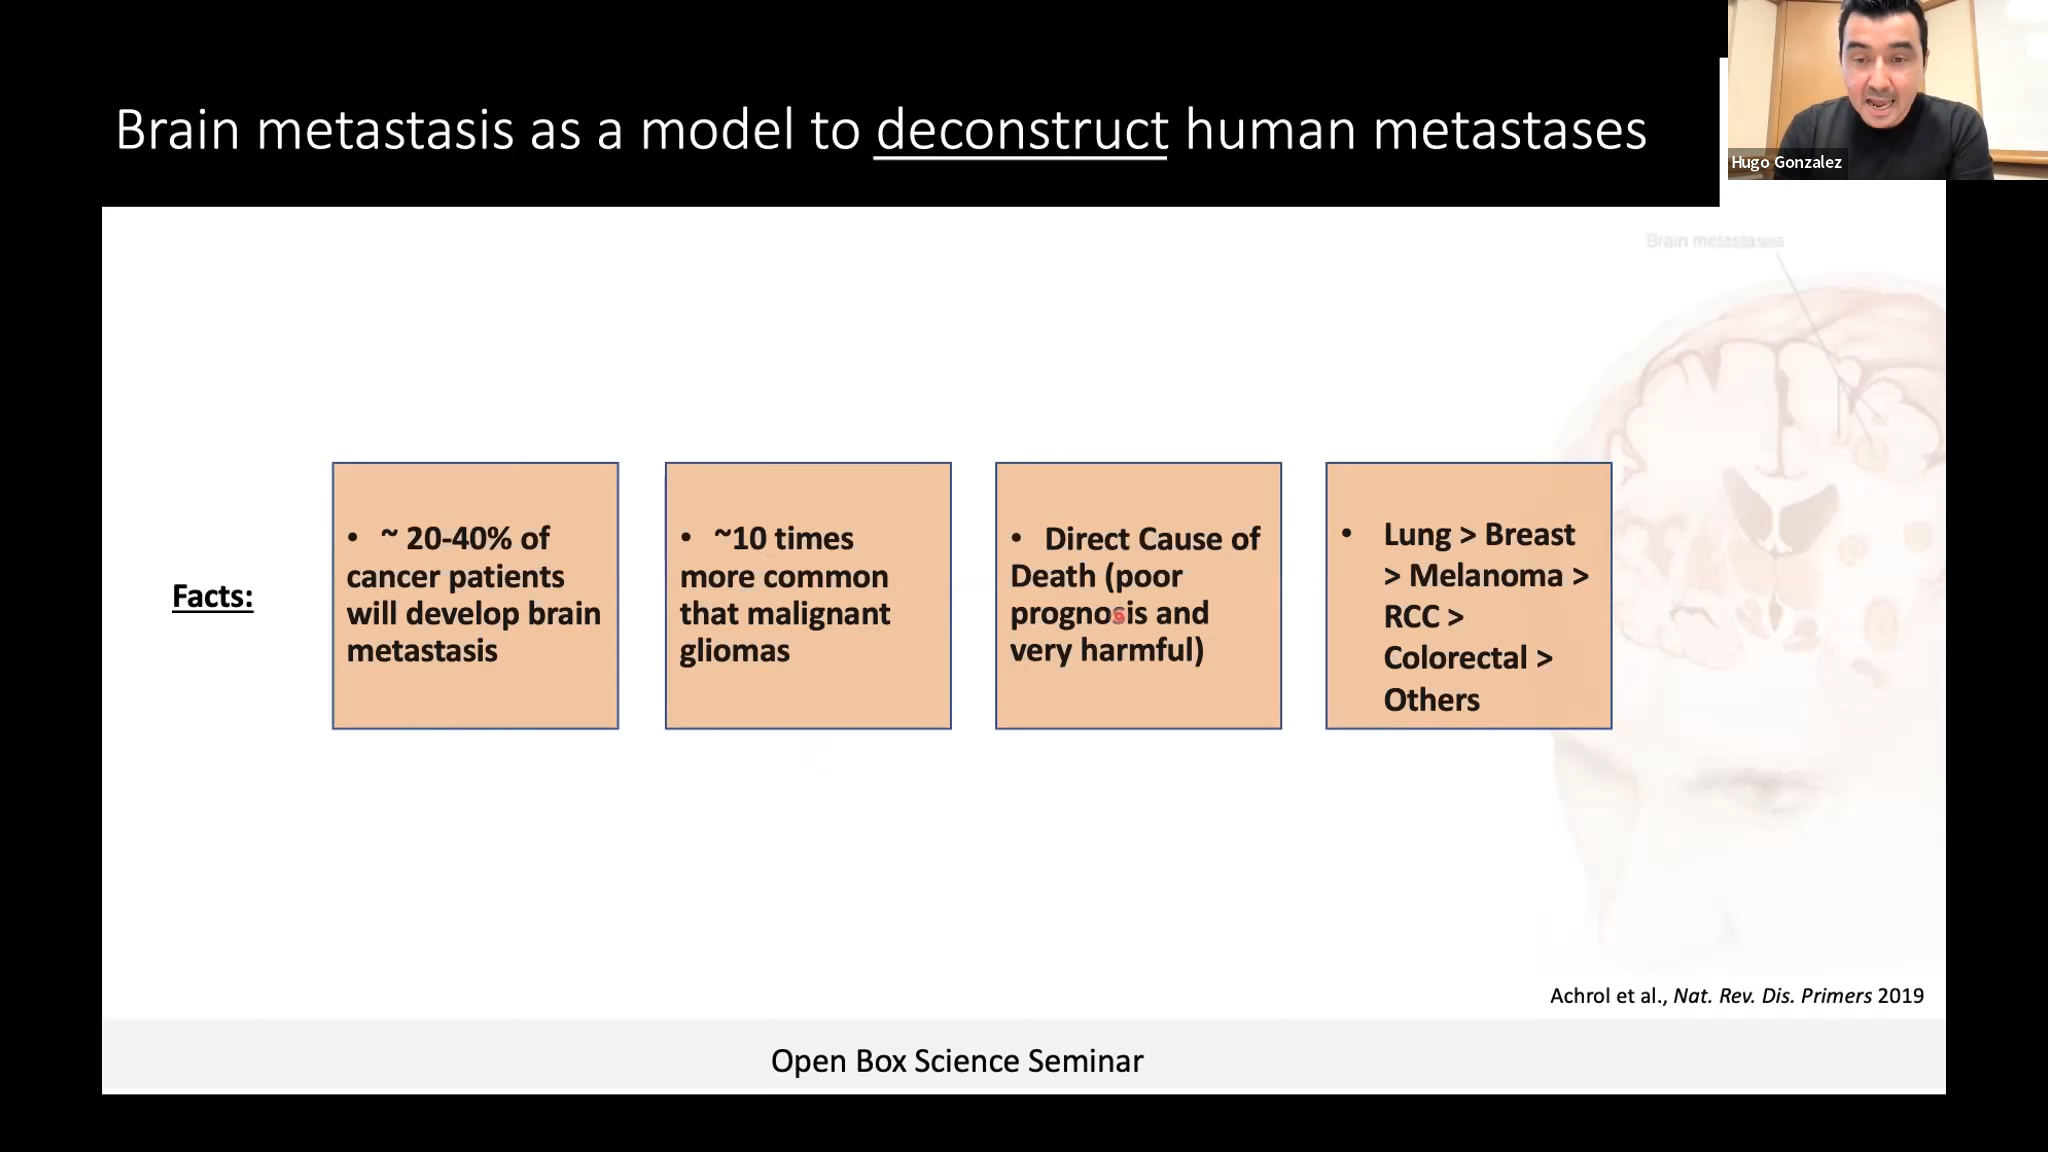 Brain metastasis as a model to deconstruct human metastases
Hugo Gonzalez
Brain metastases
Facts:
• ~ 20-40% of
cancer patients
will develop brain
metastasis
• ~10 times
more common
that malignant
gliomas
• Direct Cause of
Death (poor
prognosis and
very harmful)
• Lung > Breast
> Melanoma >
RCC >
Colorectal >
Others
Achrol et al., Nat. Rev. Dis. Primers 2019
Open Box Science Seminar